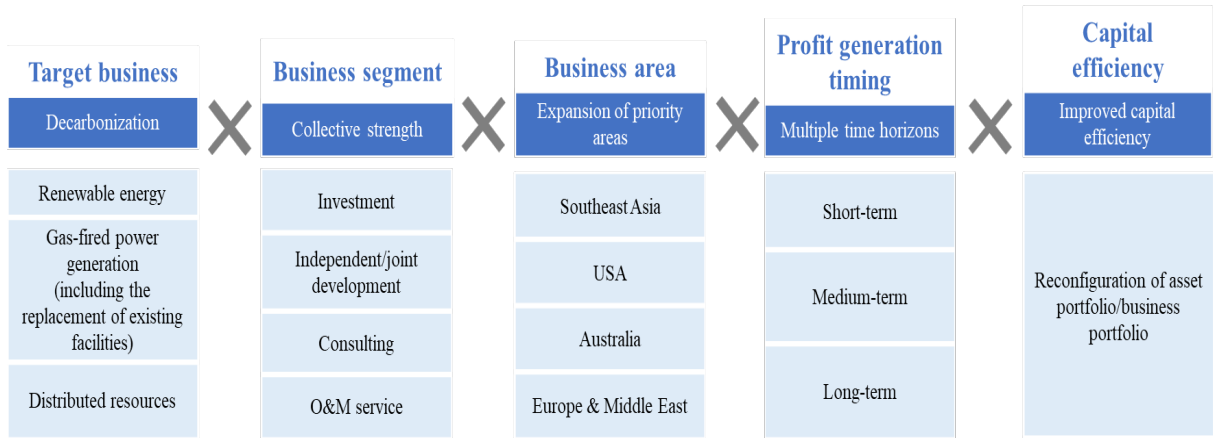 Target business
Decarbonization
Renewable energy
Gas-fired power
generation
(including the
replacement of existing
facilities)
Distributed resources
Business segment
Collective strength
Investment
Independent/joint
development
Consulting
O&M service
Business area
Expansion of priority
areas
Southeast Asia
USA
Australia
Europe & Middle East
Profit generation
timing
Multiple time horizons
Short-term
Medium-term
Long-term
Capital
efficiency
Improved capital
efficiency
Reconfiguration of asset
portfolio/business
portfolio